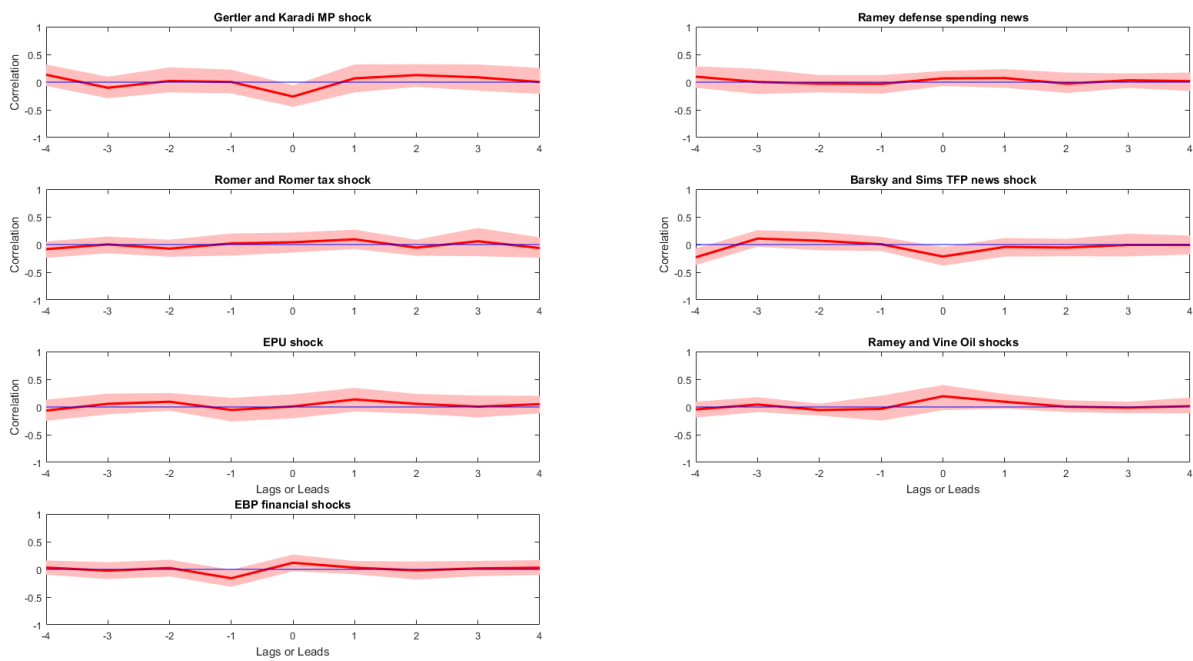 Gertler and Karadi MP shock
1
0.5
0
-0.5
-1
Correlation
-4 -3 -2 -1 0 1 2 3 4
Ramey defense spending news
1
0.5
0
-0.5
-1
-4 -3 -2 -1 0 1 2 3 4
Romer and Romer tax shock
1
0.5
0
-0.5
-1
-4 -3 -2 -1 0 1 2 3 4
Barsky and Sims TFP news shock
1
0.5
0
-0.5
-1
Correlation
-4 -3 -2 -1 0 1 2 3 4
EPU shock
1
0.5
0
-0.5
-1
Correlation
-4 -3 -2 -1 0 1 2 3 4
Lags or Leads
Ramey and Vine Oil shocks
1
0.5
0
-0.5
-1
-4 -3 -2 -1 0 1 2 3 4
Lags or Leads
EBP financial shocks
1
0.5
0
-0.5
-1
-4 -3 -2 -1 0 1 2 3 4
Lags or Leads